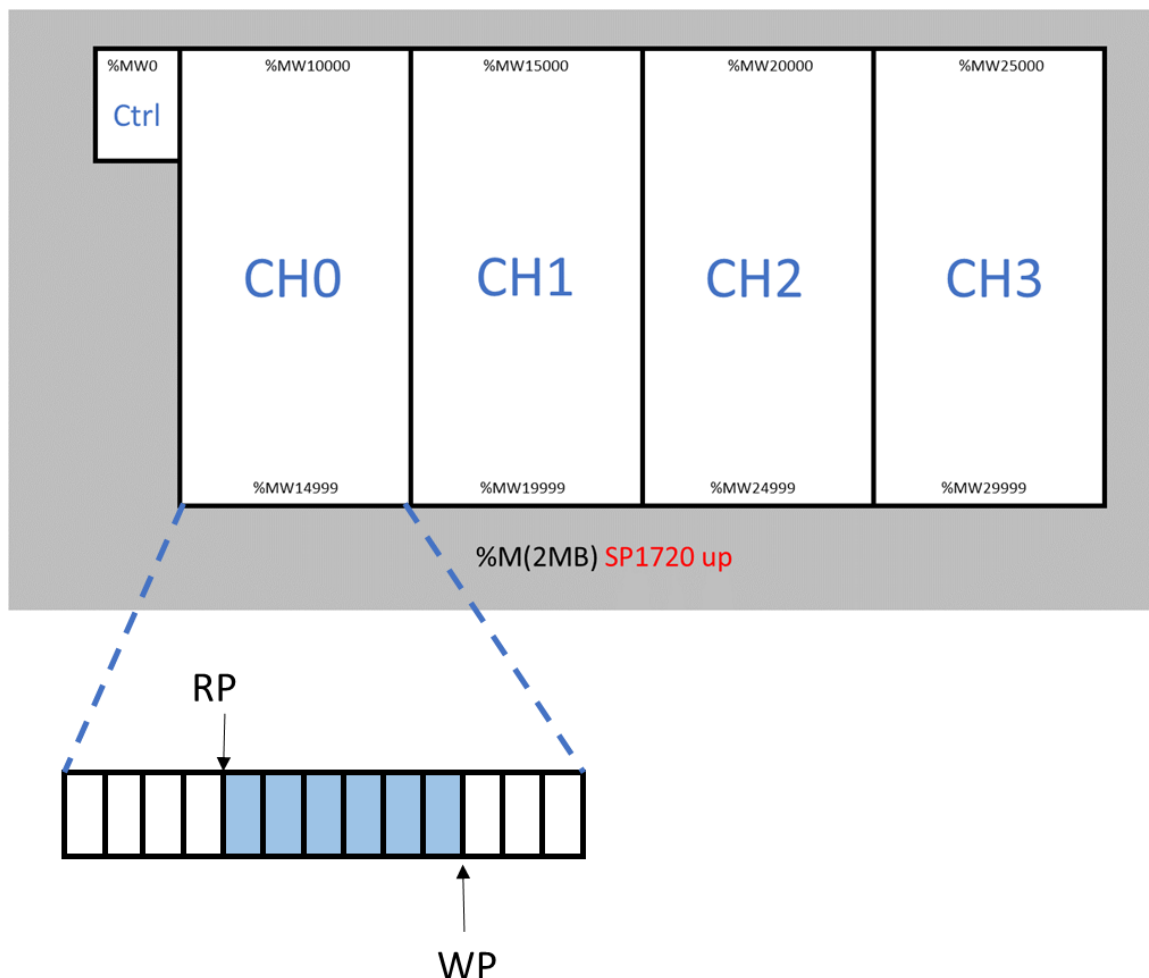 %MW0 %MW10000 %MW15000 %MW20000 %MW25000
Ctrl
CH0 CH1 CH2 CH3
%MW14999 %MW19999 %MW24999 %MW29999
%M(2MB) SP1720 up
RP
WP